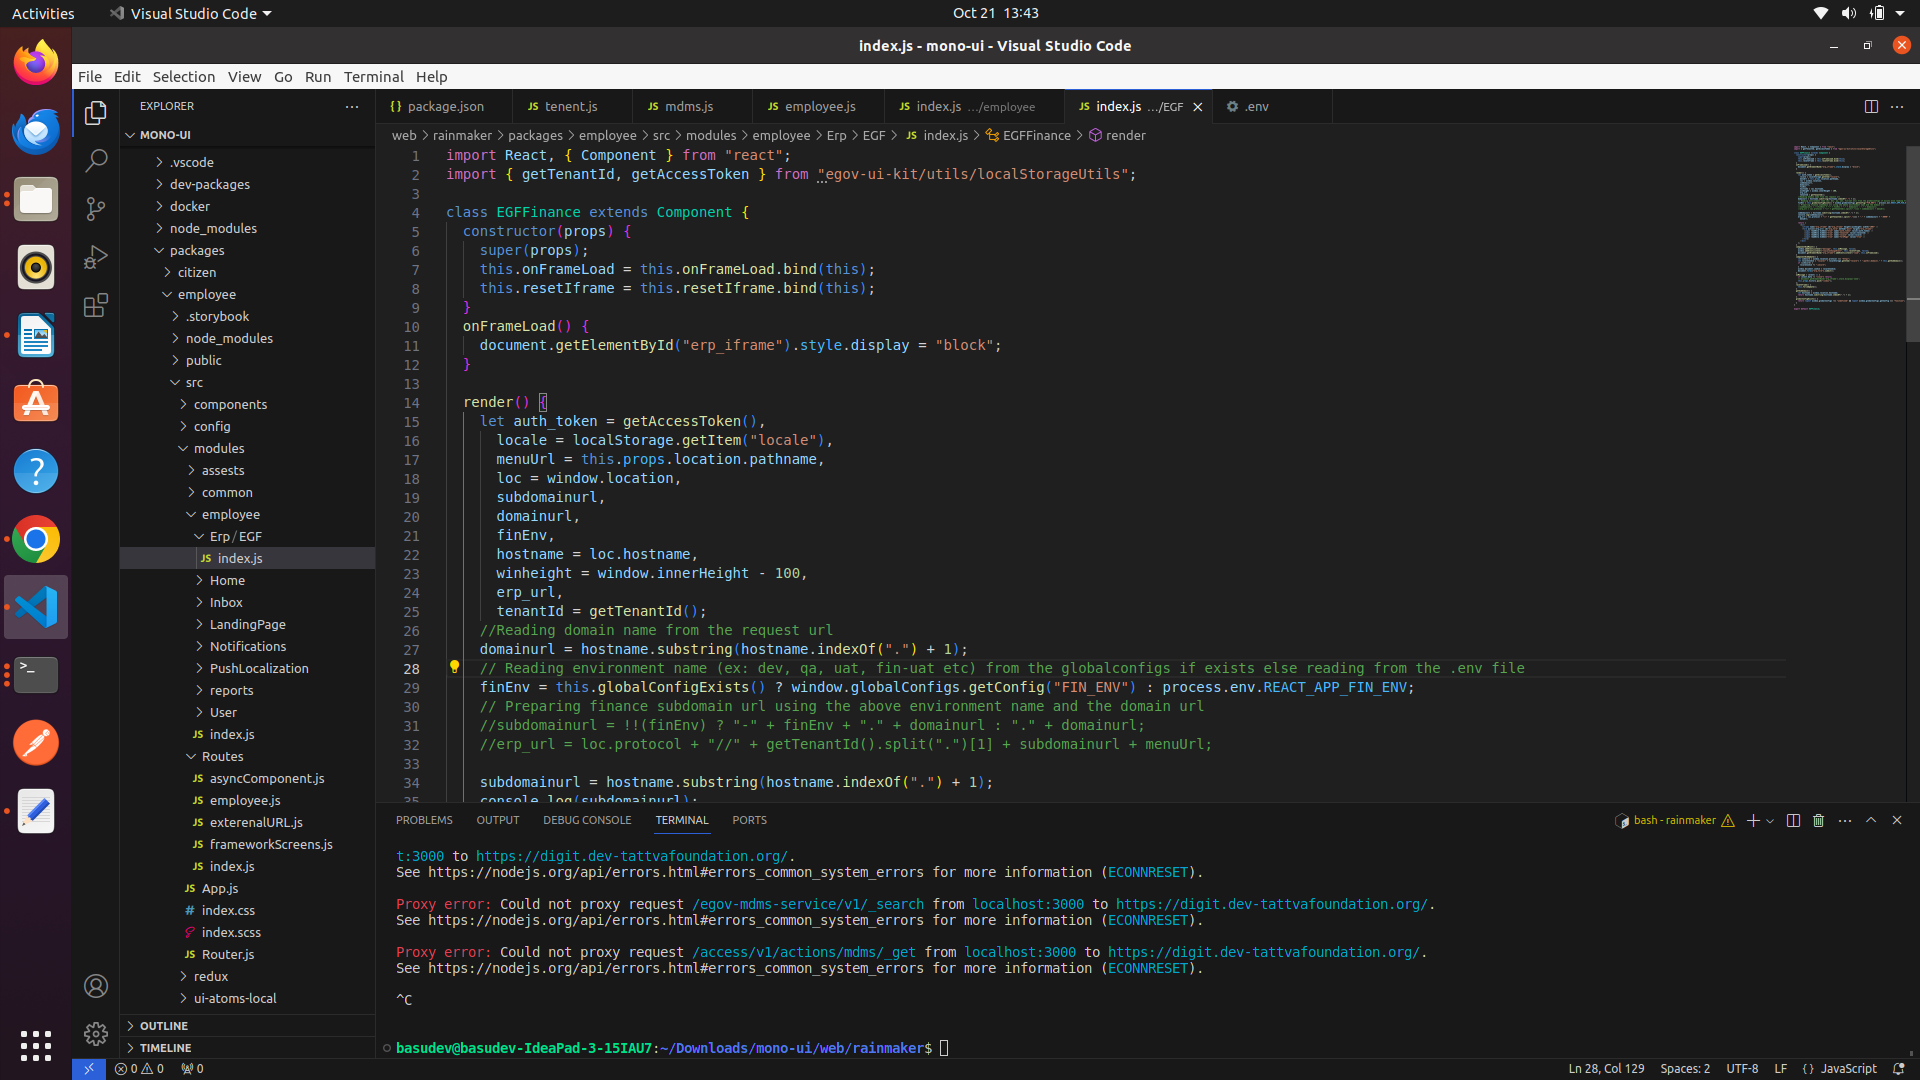 Activities
Visual Studio Code
Oct 21 13:43
index.js - mono-ui - Visual Studio Code
File Edit Selection View Go Run Terminal Help
EXPLORER
MONO-UI
.vscode
dev-packages
docker
node_modules
packages
citizen
employee
.storybook
node_modules
public
src
components
config
modules
assests
common
employee
Erp / EGF
JS index.js
Home
Inbox
LandingPage
Notifications
PushLocalization
reports
User
JS index.js
Routes
JS asyncComponent.js
JS employee.js
JS exterenalURL.js
JS frameworkScreens.js
JS index.js
JS App.js
# index.css
index.scss
JS Router.js
redux
ui-atoms-local
OUTLINE
TIMELINE
{} package.json JS tenent.js JS mdms.js JS employee.js JS index.js .../employee JS index.js .../EGF .env
web > rainmaker > packages > employee > src > modules > employee > Erp > EGF > JS index.js > EGFFinance > render
1 import React, { Component } from "react";
2 import { getTenantId, getAccessToken } from "egov-ui-kit/utils/localStorageUtils";
3
4 class EGFFinance extends Component {
5 constructor(props) {
6 super(props);
7 this.onFrameLoad = this.onFrameLoad.bind(this);
8 this.resetIframe = this.resetIframe.bind(this);
9 }
10 onFrameLoad() {
11 document.getElementById("erp_iframe").style.display = "block";
12 }
13
14 render() {
15 let auth_token = getAccessToken(),
16 locale = localStorage.getItem("locale"),
17 menuUrl = this.props.location.pathname,
18 loc = window.location,
19 subdomainurl,
20 domainurl,
21 finEnv,
22 hostname = loc.hostname,
23 winheight = window.innerHeight - 100,
24 erp_url,
25 tenantId = getTenantId();
26 //Reading domain name from the request url
27 domainurl = hostname.substring(hostname.indexOf(".") + 1);
28 // Reading environment name (ex: dev, qa, uat, fin-uat etc) from the globalconfigs if exists else reading from the .env file
29 finEnv = this.globalConfigExists() ? window.globalConfigs.getConfig("FIN_ENV") : process.env.REACT_APP_FIN_ENV;
30 // Preparing finance subdomain url using the above environment name and the domain url
31 //subdomainurl = !!(finEnv) ? "-" + finEnv + "." + domainurl : "." + domainurl;
32 //erp_url = loc.protocol + "//" + getTenantId().split(".")[1] + subdomainurl + menuUrl;
33
34 subdomainurl = hostname.substring(hostname.indexOf(".") + 1);
35 console.log(subdomainurl);
PROBLEMS OUTPUT DEBUG CONSOLE TERMINAL PORTS
bash - rainmaker
t:3000 to https://digit.dev-tattvafoundation.org/.
See https://nodejs.org/api/errors.html#errors_common_system_errors for more information (ECONNRESET).
Proxy error: Could not proxy request /egov-mdms-service/v1/_search from localhost:3000 to https://digit.dev-tattvafoundation.org/.
See https://nodejs.org/api/errors.html#errors_common_system_errors for more information (ECONNRESET).
Proxy error: Could not proxy request /access/v1/actions/mdms/_get from localhost:3000 to https://digit.dev-tattvafoundation.org/.
See https://nodejs.org/api/errors.html#errors_common_system_errors for more information (ECONNRESET).
^C
basudev@basudev-IdeaPad-3-15IAU7:~/Downloads/mono-ui/web/rainmaker$
0 0 0
Ln 28, Col 129 Spaces: 2 UTF-8 LF {} JavaScript